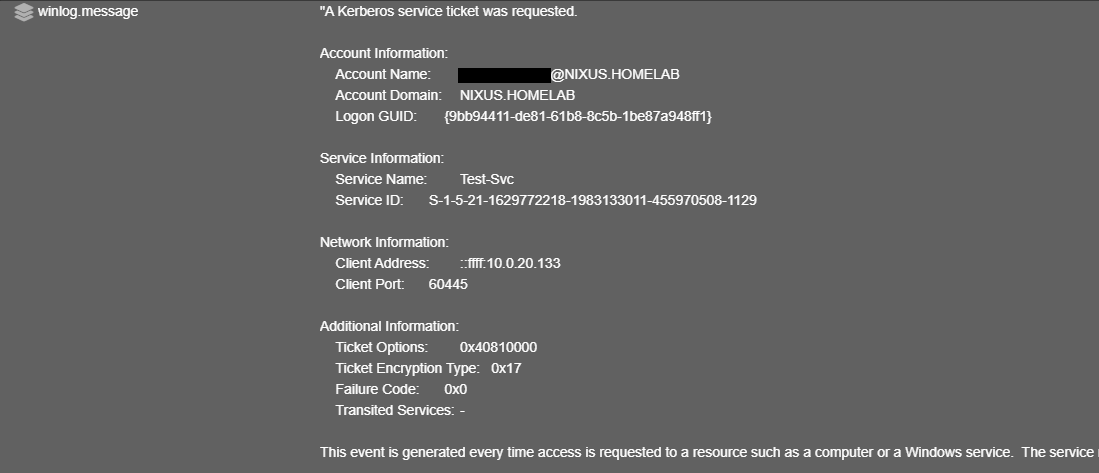 winlog.message
"A Kerberos service ticket was requested.
Account Information:
Account Name: @NIXUS.HOMELAB
Account Domain: NIXUS.HOMELAB
Logon GUID: {9bb94411-de81-61b8-8c5b-1be87a948ff1}
Service Information:
Service Name: Test-Svc
Service ID: S-1-5-21-1629772218-1983133011-455970508-1129
Network Information:
Client Address: ::ffff:10.0.20.133
Client Port: 60445
Additional Information:
Ticket Options: 0x40810000
Ticket Encryption Type: 0x17
Failure Code: 0x0
Transited Services: -
This event is generated every time access is requested to a resource such as a computer or a Windows service. The service